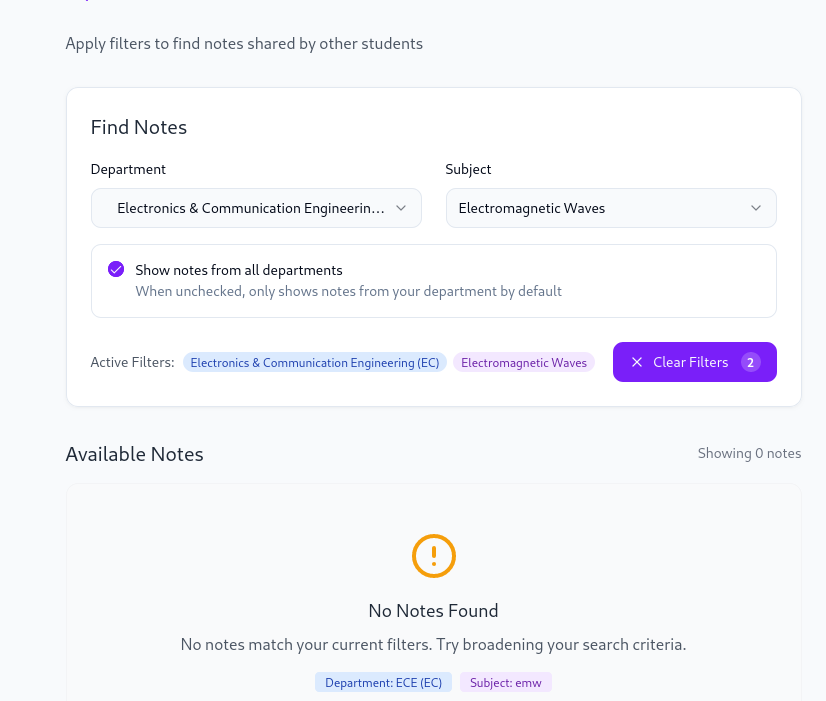 Apply filters to find notes shared by other students
Find Notes
Department
Subject
Electronics & Communication Engineerin...
Electromagnetic Waves
Show notes from all departments
When unchecked, only shows notes from your department by default
Active Filters: Electronics & Communication Engineering (EC) Electromagnetic Waves Clear Filters 2
Available Notes
Showing 0 notes
No Notes Found
No notes match your current filters. Try broadening your search criteria.
Department: ECE (EC) Subject: emw